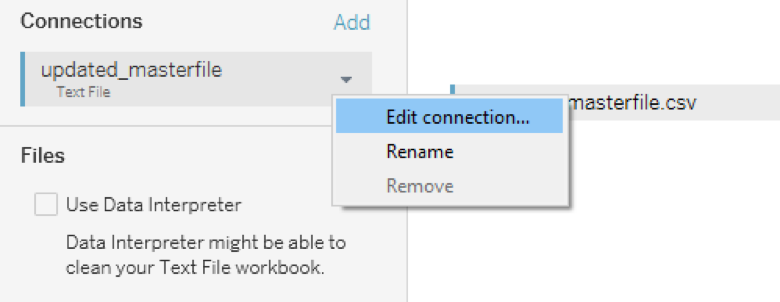 Connections Add
updated_masterfile
Text File
masterfile.csv
Edit connection...
Rename
Remove
Files
Use Data Interpreter
Data Interpreter might be able to
clean your Text File workbook.